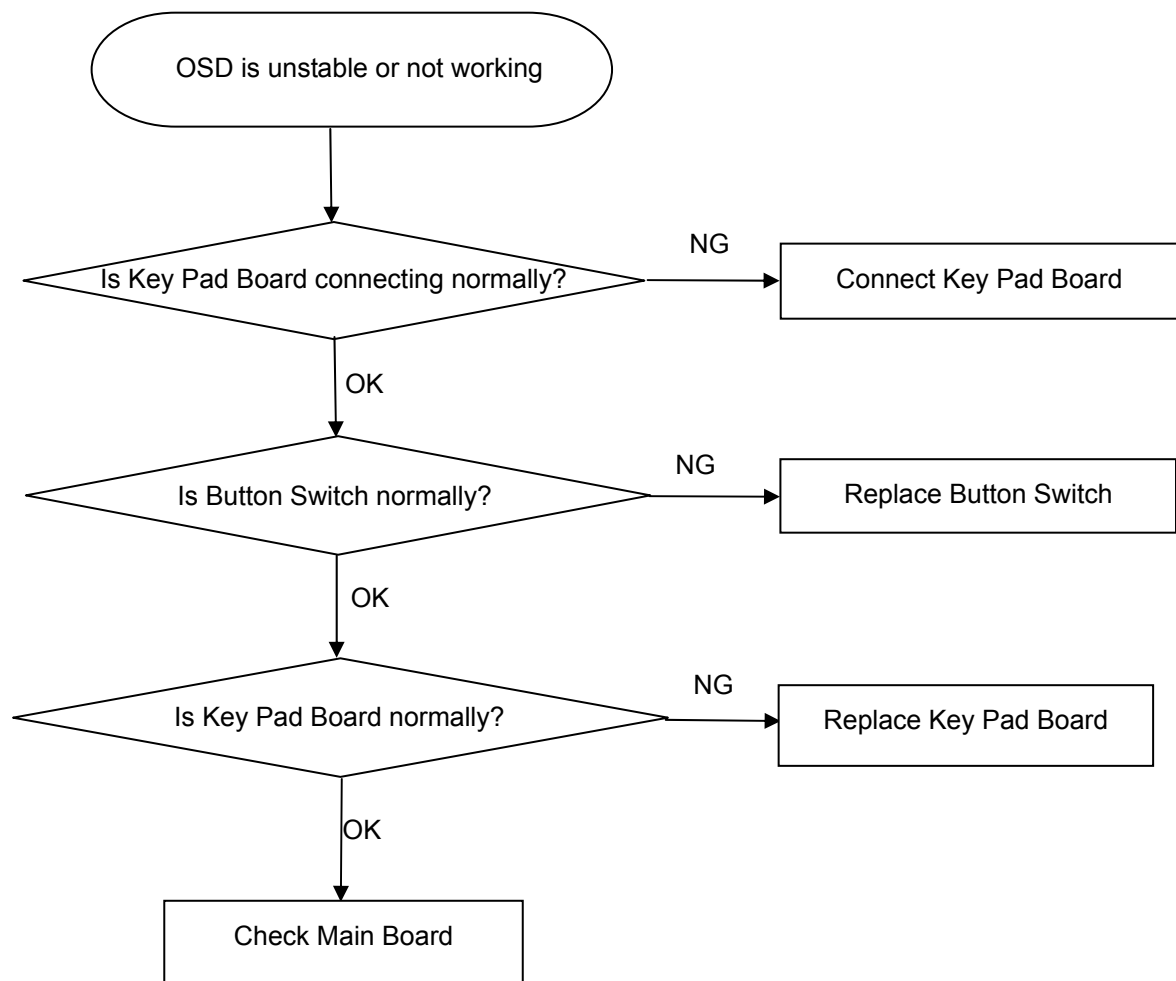 OSD is unstable or not working
Is Key Pad Board connecting normally?
NG
Connect Key Pad Board
OK
Is Button Switch normally?
NG
Replace Button Switch
OK
Is Key Pad Board normally?
NG
Replace Key Pad Board
OK
Check Main Board